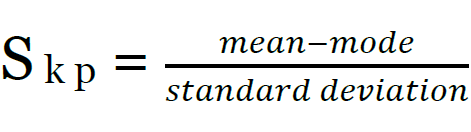 S k p = mean−mode / standard deviation